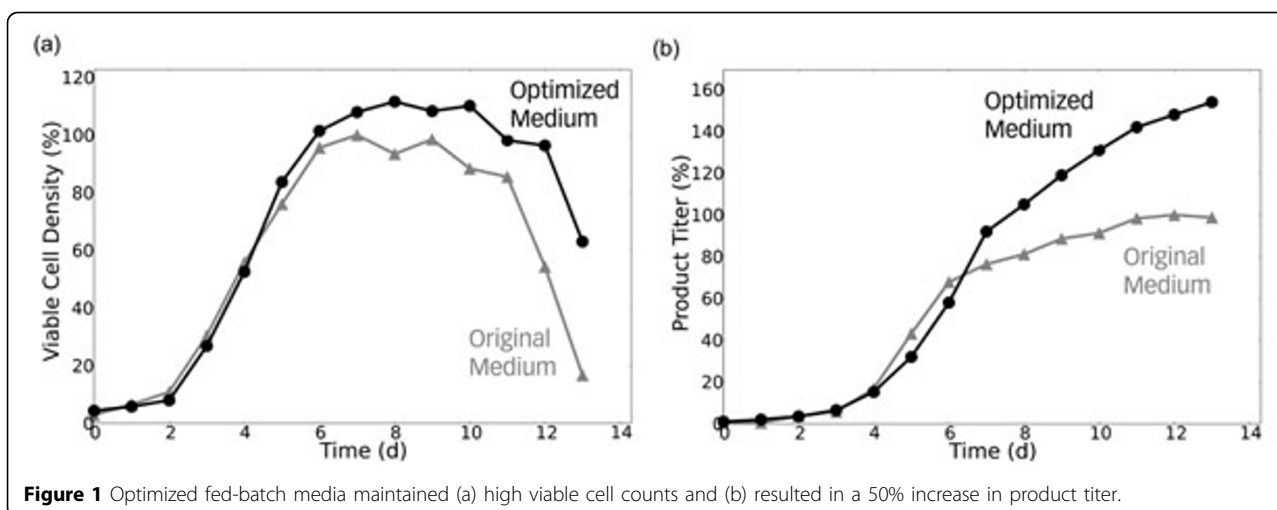 (a)
120
100
80
60
40
20
0
Viable Cell Density (%)
Optimized
Medium
Original
Medium
0 2 4 6 8 10 12 14
Time (d)
(b)
160
140
120
100
80
60
40
20
0
Product Titer (%)
Optimized
Medium
Original
Medium
0 2 4 6 8 10 12 14
Time (d)
Figure 1 Optimized fed-batch media maintained (a) high viable cell counts and (b) resulted in a 50% increase in product titer.